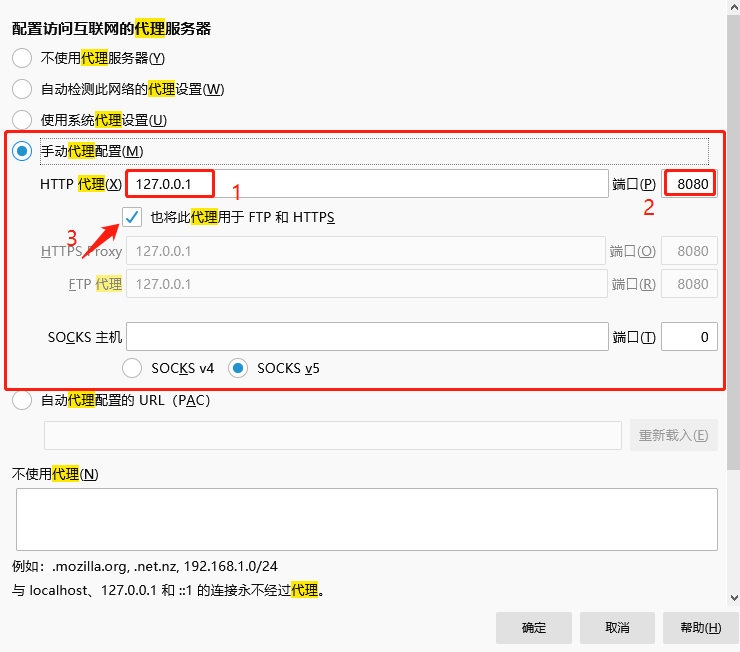 配置访问互联网的代理服务器
不使用代理服务器(Y)
自动检测此网络的代理设置(W)
使用系统代理设置(U)
手动代理配置(M)
HTTP 代理(X) 127.0.0.1 1 端口(P) 8080
2
3 也将此代理用于 FTP 和 HTTPS
HTTPS Proxy 127.0.0.1 端口(O) 8080
FTP 代理 127.0.0.1 端口(R) 8080
SOCKS 主机 端口(T) 0
SOCKS v4 SOCKS v5
自动代理配置的 URL（PAC）
重新载入(E)
不使用代理(N)
例如：.mozilla.org, .net.nz, 192.168.1.0/24
与 localhost、127.0.0.1 和 ::1 的连接永不经过代理。
确定 取消 帮助(H)